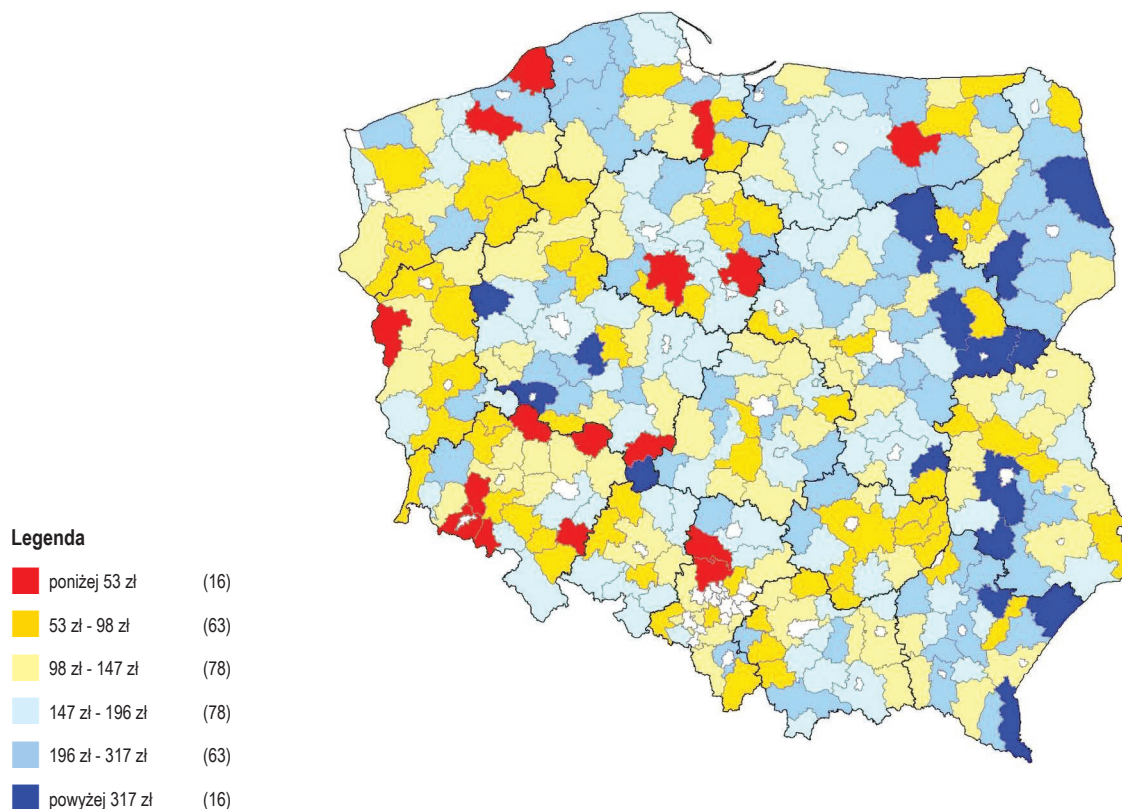 Legenda
poniżej 53 zł (16)
53 zł - 98 zł (63)
98 zł - 147 zł (78)
147 zł - 196 zł (78)
196 zł - 317 zł (63)
powyżej 317 zł (16)